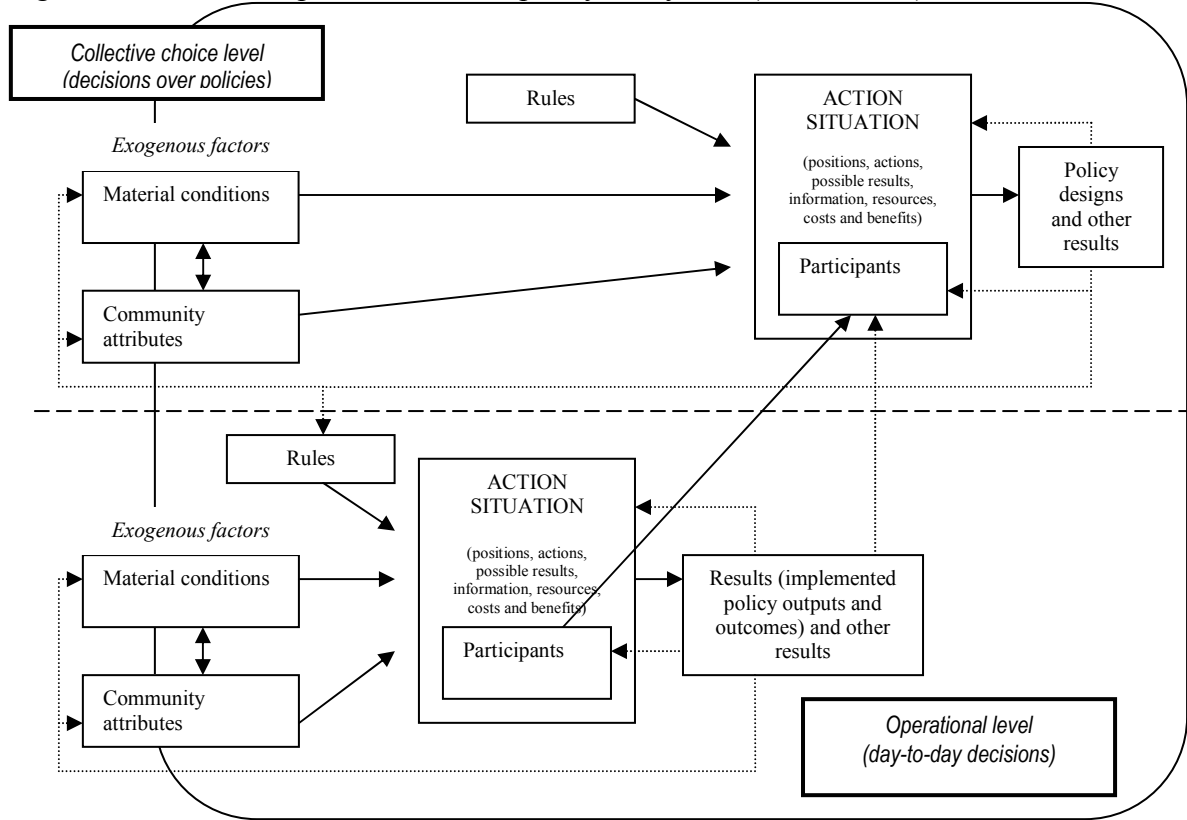 Collective choice level
(decisions over policies)
Rules
ACTION
SITUATION
(positions, actions,
possible results,
information, resources,
costs and benefits)
Participants
Policy
designs
and other
results
Exogenous factors
Material conditions
Community
attributes
Rules
ACTION
SITUATION
(positions, actions,
possible results,
information, resources,
costs and benefits)
Participants
Exogenous factors
Material conditions
Community
attributes
Results (implemented
policy outputs and
outcomes) and other
results
Operational level
(day-to-day decisions)